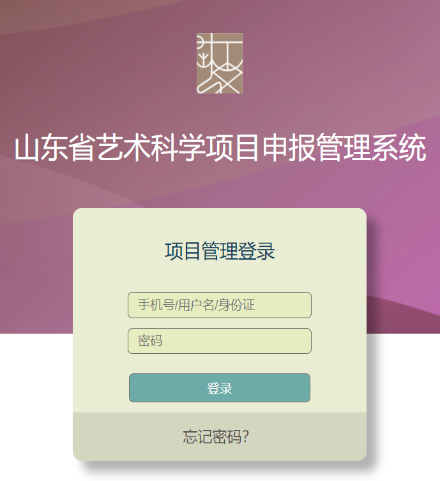 山东省艺术科学项目申报管理系统
项目管理登录
手机号/用户名/身份证
密码
登录
忘记密码?